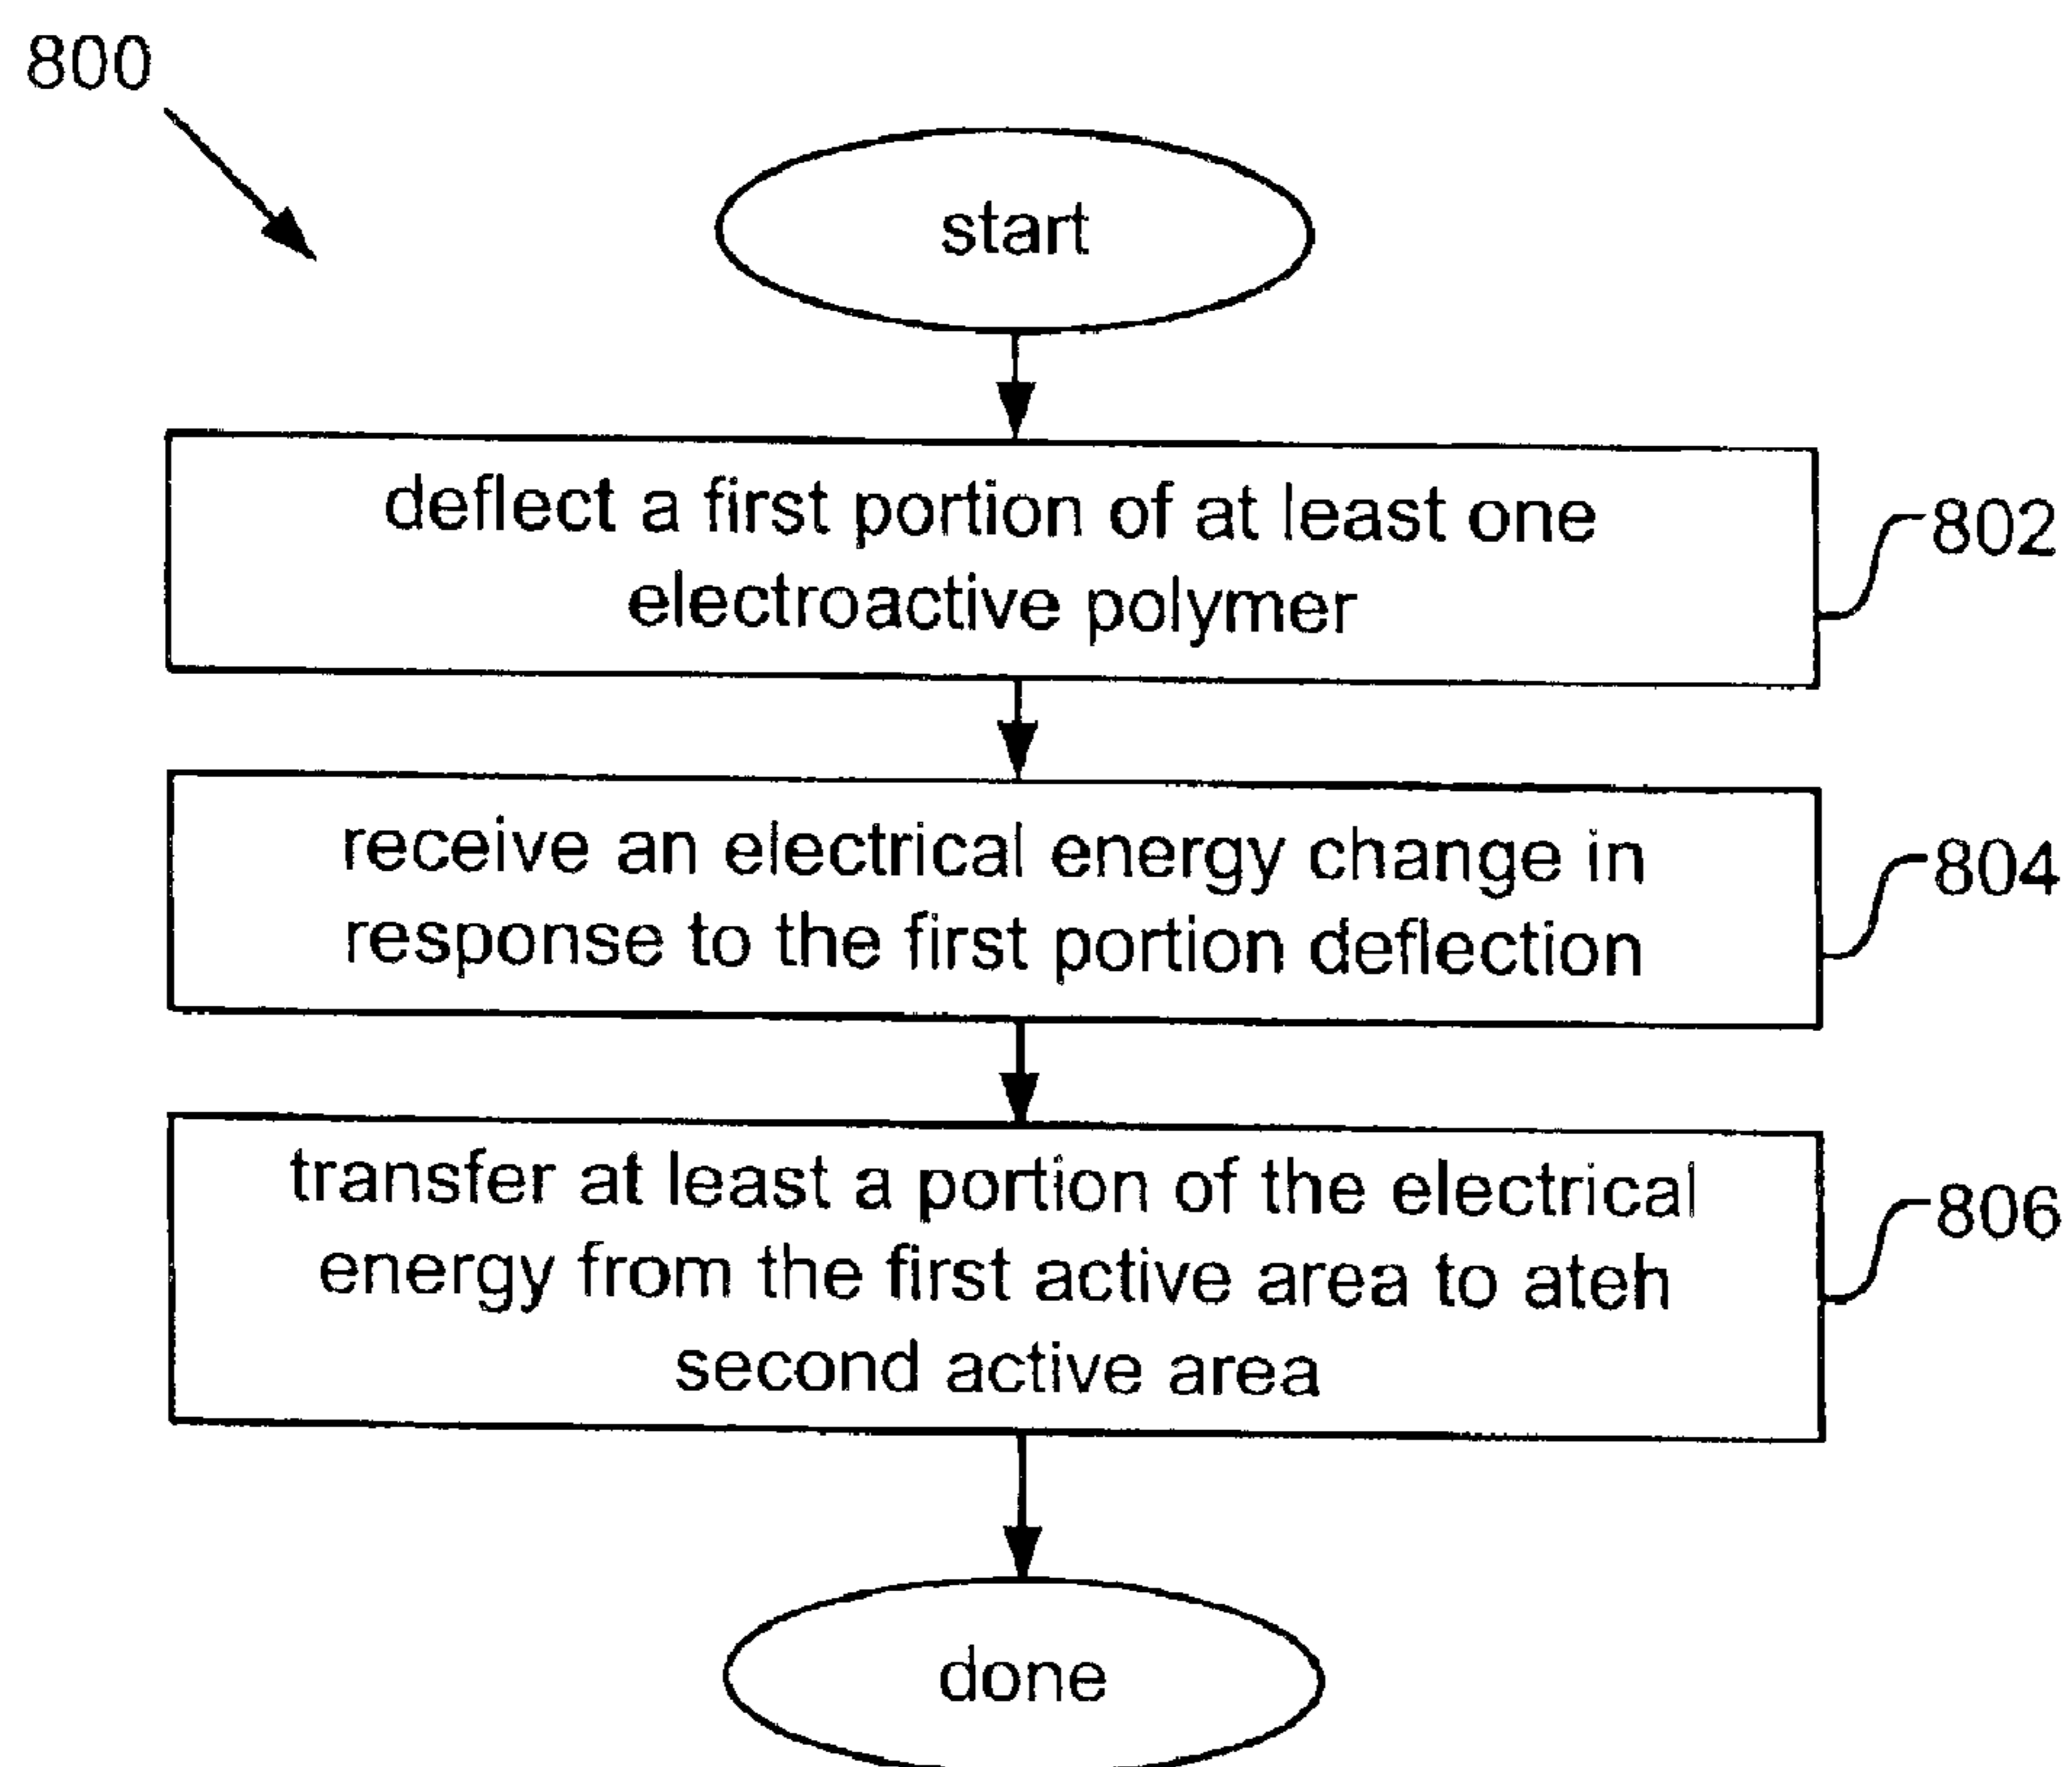 800
start
deflect a first portion of at least one
electroactive polymer
802
receive an electrical energy change in
response to the first portion deflection
804
transfer at least a portion of the electrical
energy from the first active area to ateh
second active area
806
done